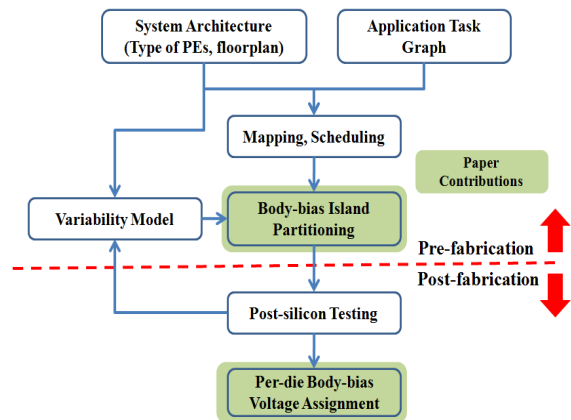 System Architecture
(Type of PEs, floorplan)
Application Task
Graph
Mapping, Scheduling
Paper
Contributions
Variability Model
Body-bias Island
Partitioning
Pre-fabrication
Post-fabrication
Post-silicon Testing
Per-die Body-bias
Voltage Assignment